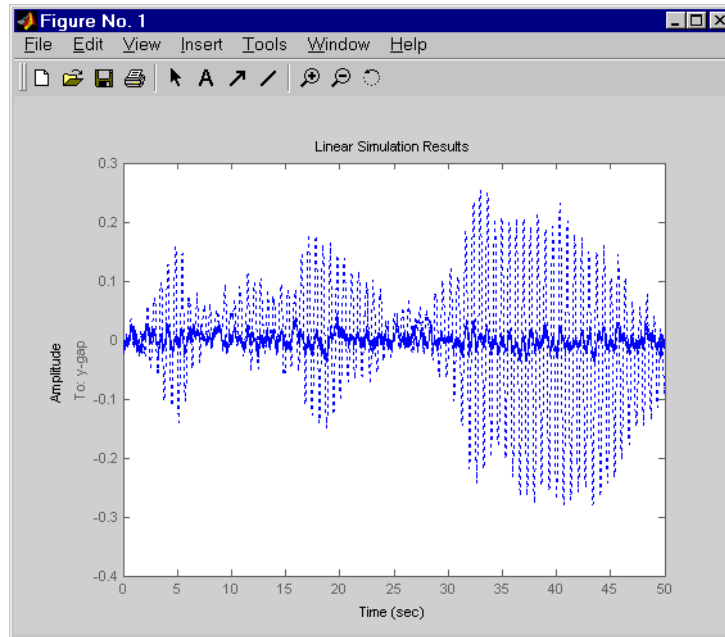 Figure No. 1
File Edit View Insert Tools Window Help
A
Linear Simulation Results
Amplitude
To: y-gap
0.3
0.2
0.1
0
-0.1
-0.2
-0.3
-0.4
0 5 10 15 20 25 30 35 40 45 50
Time (sec)